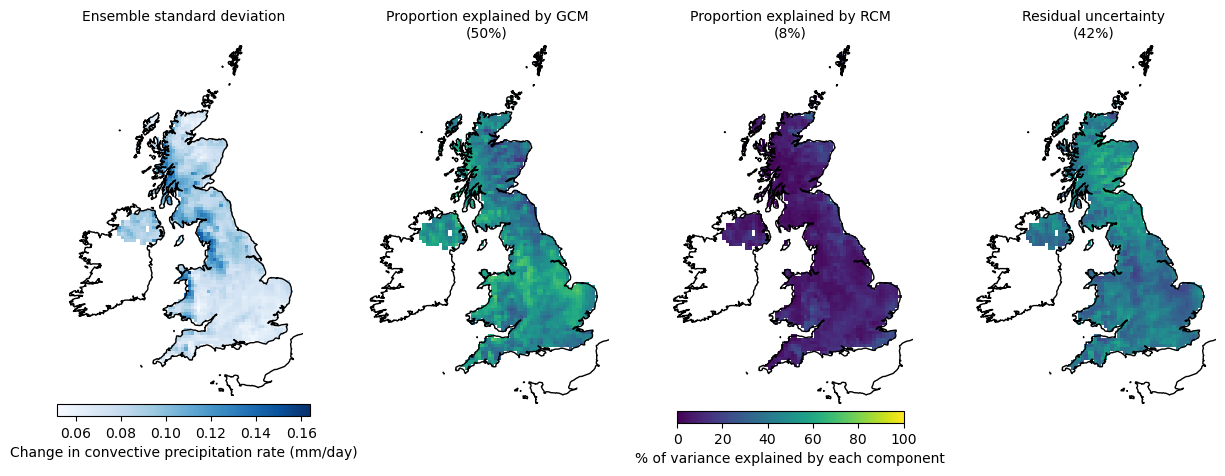 Ensemble standard deviation
Proportion explained by GCM
(50%)
Proportion explained by RCM
(8%)
Residual uncertainty
(42%)
0.06 0.08 0.10 0.12 0.14 0.16
Change in convective precipitation rate (mm/day)
0 20 40 60 80 100
% of variance explained by each component